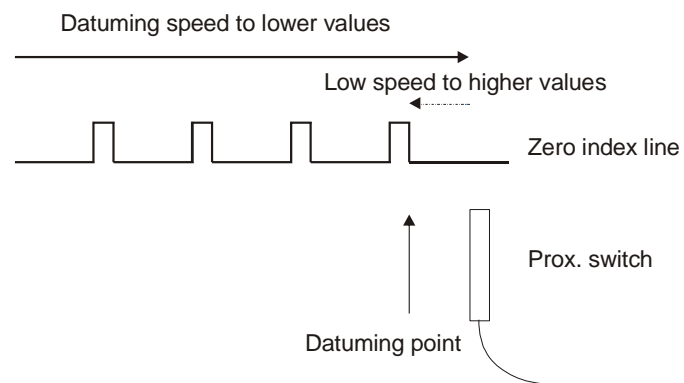 Datuming speed to lower values
Low speed to higher values
Zero index line
Prox. switch
Datuming point